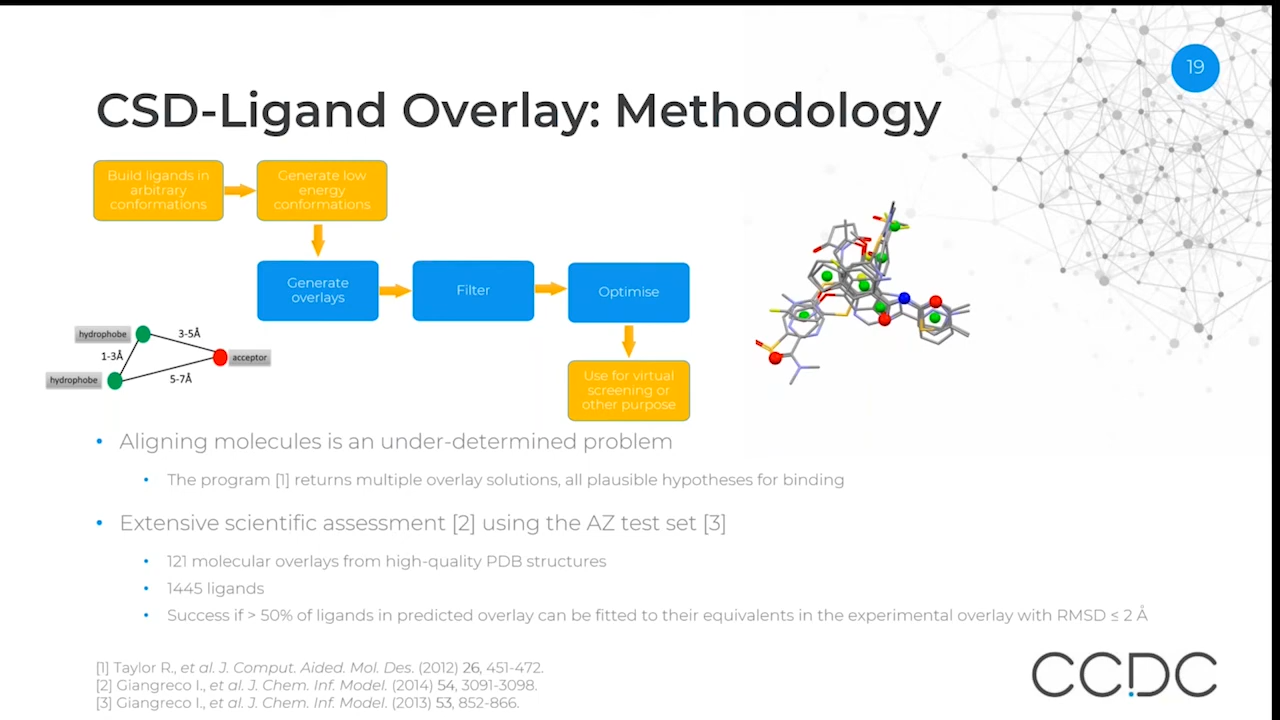 19
CSD-Ligand Overlay: Methodology
Build ligands in
arbitrary
conformations
Generate low
energy
conformations
Generate
overlays
Filter
Optimise
Use for virtual
screening or
other purpose
hydrophobe
3-5Å
1-3Å
acceptor
hydrophobe
5-7Å
• Aligning molecules is an under-determined problem
• The program [1] returns multiple overlay solutions, all plausible hypotheses for binding
• Extensive scientific assessment [2] using the AZ test set [3]
• 121 molecular overlays from high-quality PDB structures
• 1445 ligands
• Success if > 50% of ligands in predicted overlay can be fitted to their equivalents in the experimental overlay with RMSD ≤ 2 Å
[1] Taylor R., et al. J. Comput. Aided. Mol. Des. (2012) 26, 451-472.
[2] Giangreco I., et al. J. Chem. Inf. Model. (2014) 54, 3091-3098.
[3] Giangreco I., et al. J. Chem. Inf. Model. (2013) 53, 852-866.
CCDC